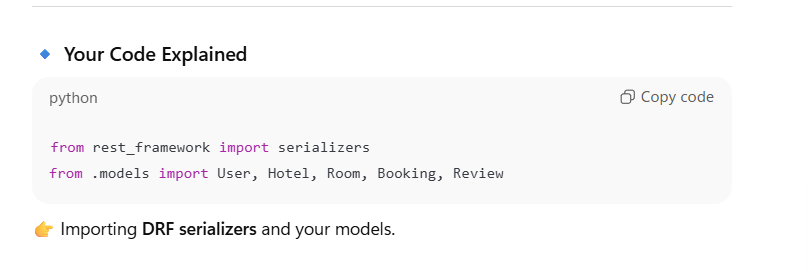 🔹 Your Code Explained
python
Copy code
from rest_framework import serializers
from .models import User, Hotel, Room, Booking, Review
👉 Importing DRF serializers and your models.